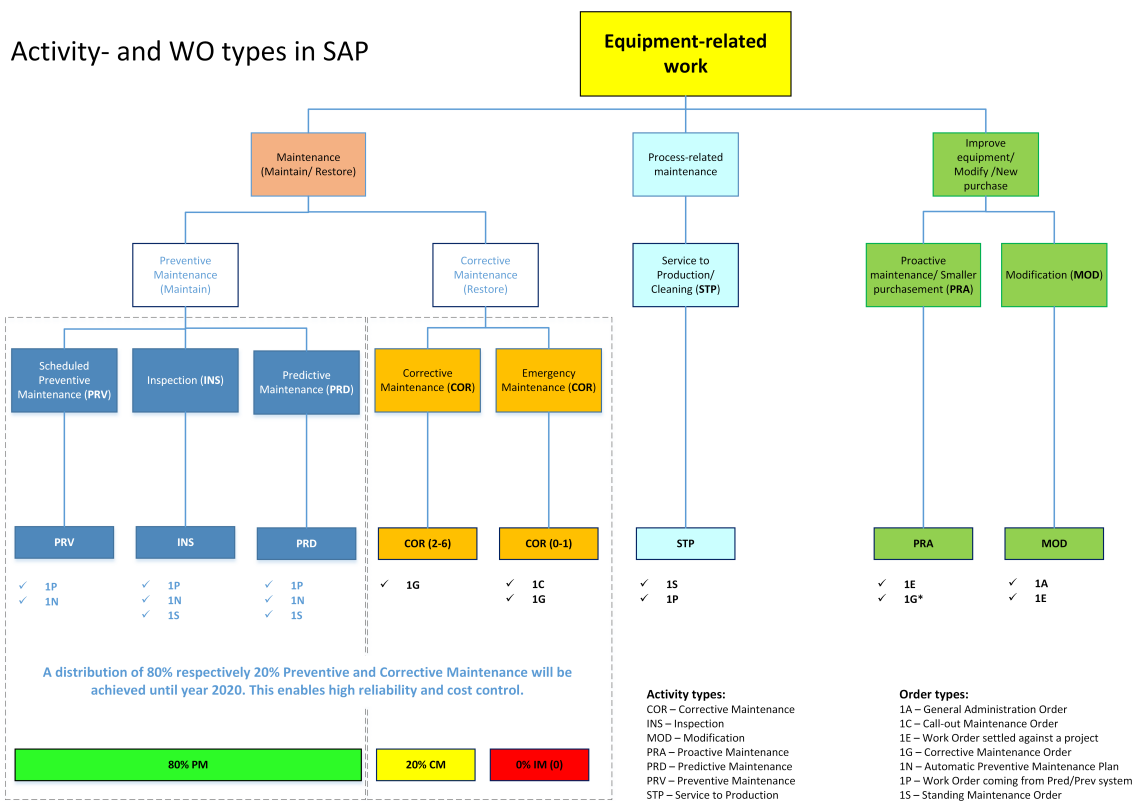 Activity- and WO types in SAP
Equipment-related
work
Maintenance
(Maintain/ Restore)
Process-related
maintenance
Improve
equipment/
Modify /New
purchase
Preventive
Maintenance
(Maintain)
Corrective
Maintenance
(Restore)
Service to
Production/
Cleaning (STP)
Proactive
maintenance/ Smaller
purchasement (PRA)
Modification (MOD)
Scheduled
Preventive
Maintenance (PRV)
Inspection (INS)
Predictive
Maintenance (PRD)
Corrective
Maintenance (COR)
Emergency
Maintenance (COR)
PRV
INS
PRD
COR (2-6)
COR (0-1)
STP
PRA
MOD
✓ 1P
✓ 1N
✓ 1P
✓ 1N
✓ 1S
✓ 1P
✓ 1N
✓ 1S
✓ 1G
✓ 1C
✓ 1G
✓ 1S
✓ 1P
✓ 1E
✓ 1G*
✓ 1A
✓ 1E
A distribution of 80% respectively 20% Preventive and Corrective Maintenance will be
achieved until year 2020. This enables high reliability and cost control.
80% PM
20% CM
0% IM (0)
Activity types:
COR – Corrective Maintenance
INS – Inspection
MOD – Modification
PRA – Proactive Maintenance
PRD – Predictive Maintenance
PRV – Preventive Maintenance
STP – Service to Production
Order types:
1A – General Administration Order
1C – Call-out Maintenance Order
1E – Work Order settled against a project
1G – Corrective Maintenance Order
1N – Automatic Preventive Maintenance Plan
1P – Work Order coming from Pred/Prev system
1S – Standing Maintenance Order